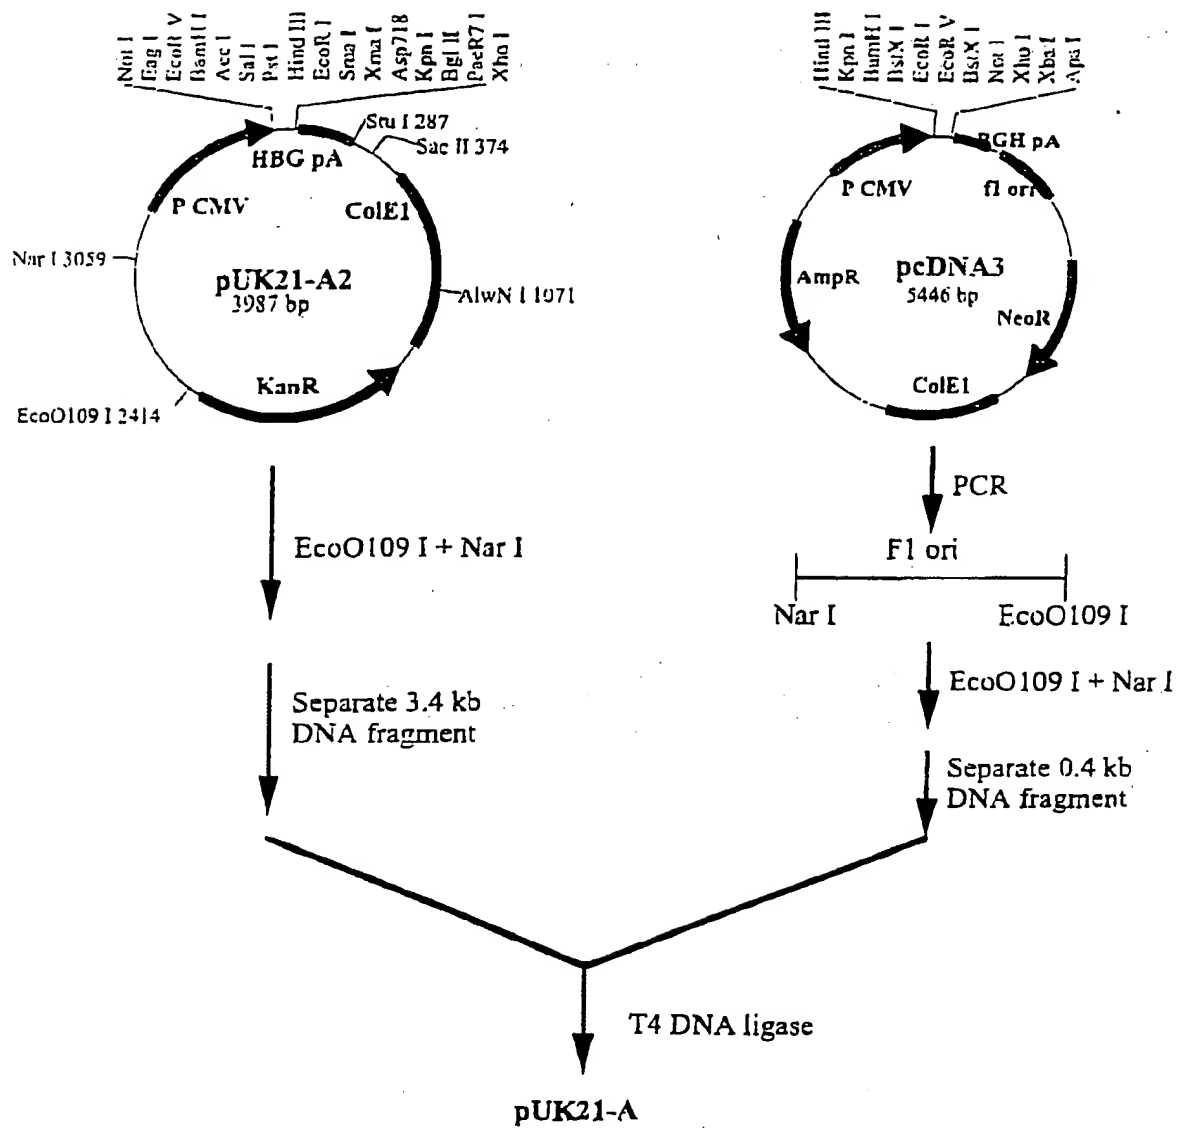 Not I
Eag I
EcoR V
BamH I
Acc I
Sal I
Pst I
Hind III
EcoR I
Sma I
Xma I
Asp718
Kpn I
Bgl II
PaeR7 I
Xho I
Hind III
Kpn I
BamH I
BstX I
EcoR I
EcoR V
BstX I
Not I
Xho I
Xba I
Apa I
Stu I 287
Sac II 374
HBG pA
P CMV
ColE1
Nar I 3059
pUK21-A2
3987 bp
AlwN I 1071
KanR
EcoO109 I 2414
BGH pA
P CMV
f1 ori
AmpR
pcDNA3
5446 bp
NeoR
ColE1
PCR
EcoO109 I + Nar I
F1 ori
Nar I
EcoO109 I
EcoO109 I + Nar I
Separate 3.4 kb
DNA fragment
Separate 0.4 kb
DNA fragment
T4 DNA ligase
pUK21-A